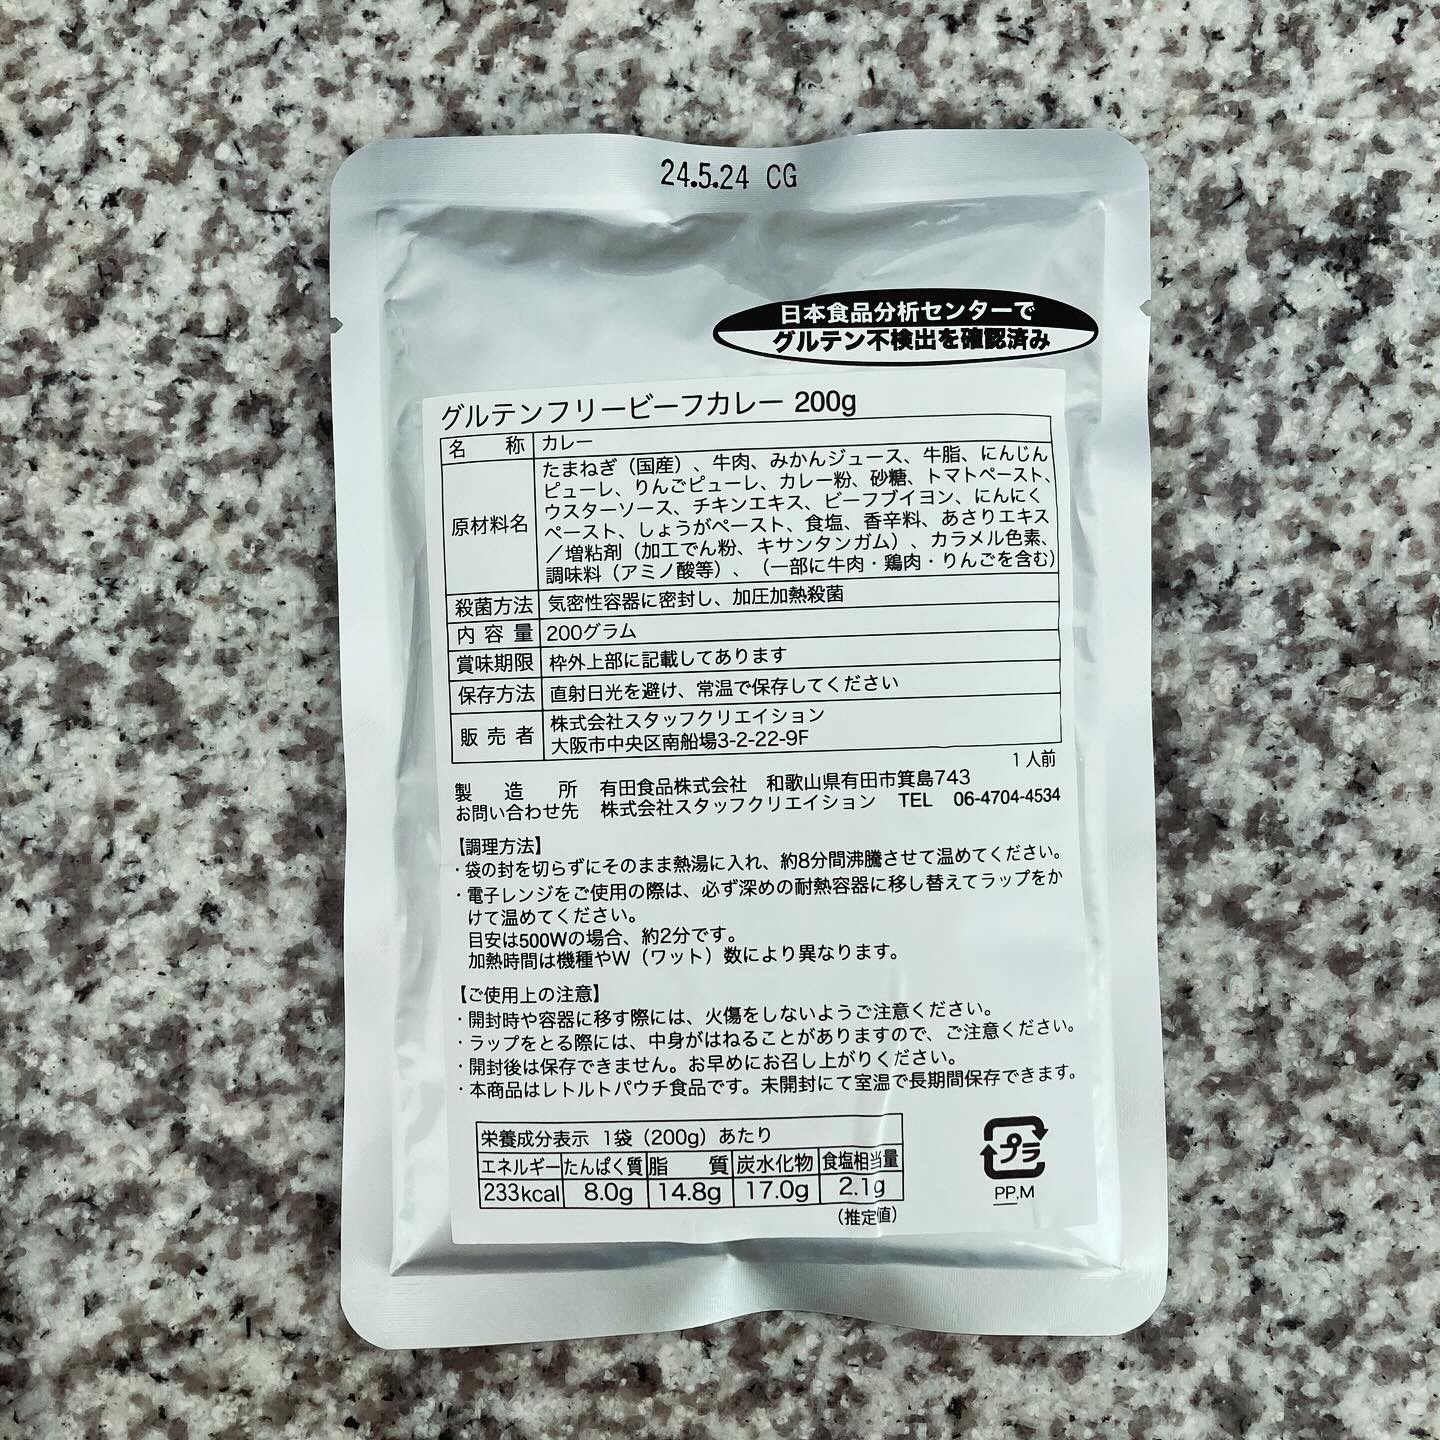 24.5.24 CG
日本食品分析センターで
グルテン不検出を確認済み
グルテンフリービーフカレー 200g
名 称 カレー
原材料名 たまねぎ(国産)、牛肉、みかんジュース、牛脂、にんじん
ピューレ、りんごピューレ、カレー粉、砂糖、トマトペースト、
ウスターソース、チキンエキス、ビーフブイヨン、にんにく
ペースト、しょうがペースト、食塩、香辛料、あさりエキス
/増粘剤(加工でん粉、キサンタンガム)、カラメル色素、
調味料(アミノ酸等)、(一部に牛肉・鶏肉・りんごを含む)
殺菌方法 気密性容器に密封し、加圧加熱殺菌
内容量 200グラム
賞味期限 枠外上部に記載してあります
保存方法 直射日光を避け、常温で保存してください
販売者 株式会社スタッフクリエイション
大阪市中央区南船場3-2-22-9F
1人前
製造所 有田食品株式会社 和歌山県有田市箕島743
お問い合わせ先 株式会社スタッフクリエイション TEL 06-4704-4534
【調理方法】
・袋の封を切らずにそのまま熱湯に入れ、約8分間沸騰させて温めてください。
・電子レンジをご使用の際は、必ず深めの耐熱容器に移し替えてラップをか
けて温めてください。
目安は500Wの場合、約2分です。
加熱時間は機種やW(ワット)数により異なります。
【ご使用上の注意】
・開封時や容器に移す際には、火傷をしないようご注意ください。
・ラップをとる際には、中身がはねることがありますので、ご注意ください。
・開封後は保存できません。お早めにお召し上がりください。
・本商品はレトルトパウチ食品です。未開封にて室温で長期間保存できます。
栄養成分表示 1袋(200g)あたり
エネルギー たんぱく質 脂質 炭水化物 食塩相当量
233kcal 8.0g 14.8g 17.0g 2.1g
(推定値)
プラ
PP,M